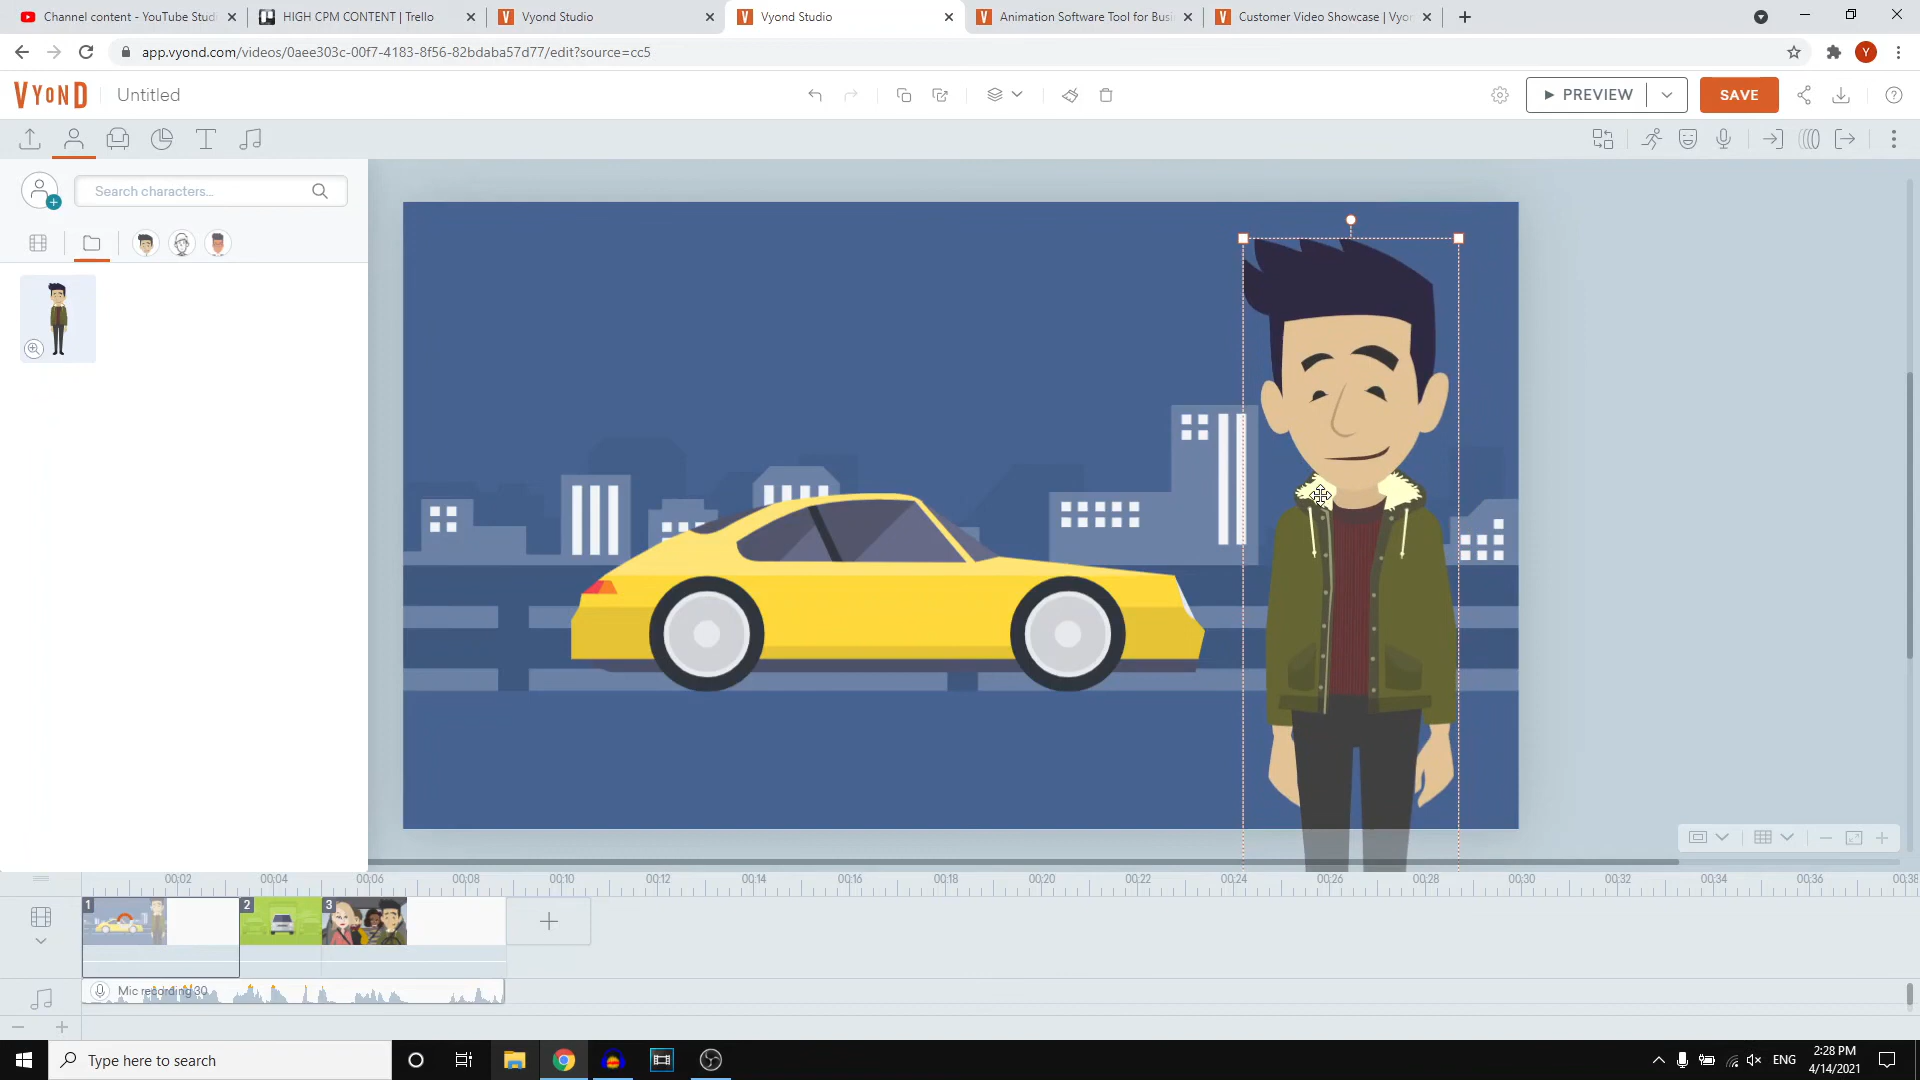 Channel content - YouTube Studi
HIGH CPM CONTENT | Trello
Vyond Studio
Vyond Studio
Animation Software Tool for Busi
Customer Video Showcase | Vyon
app.vyond.com/videos/0aee303c-00f7-4183-8f56-82bdaba57d77/edit?source=cc5
Y
VYOND
Untitled
PREVIEW
SAVE
Search characters...
00:02 00:04 00:06 00:08 00:10 00:12 00:14 00:16 00:18 00:20 00:22 00:24 00:26 00:28 00:30 00:32 00:34 00:36 00:38
1
2
3
Mic recording 30
Type here to search
ENG
2:28 PM
4/14/2021